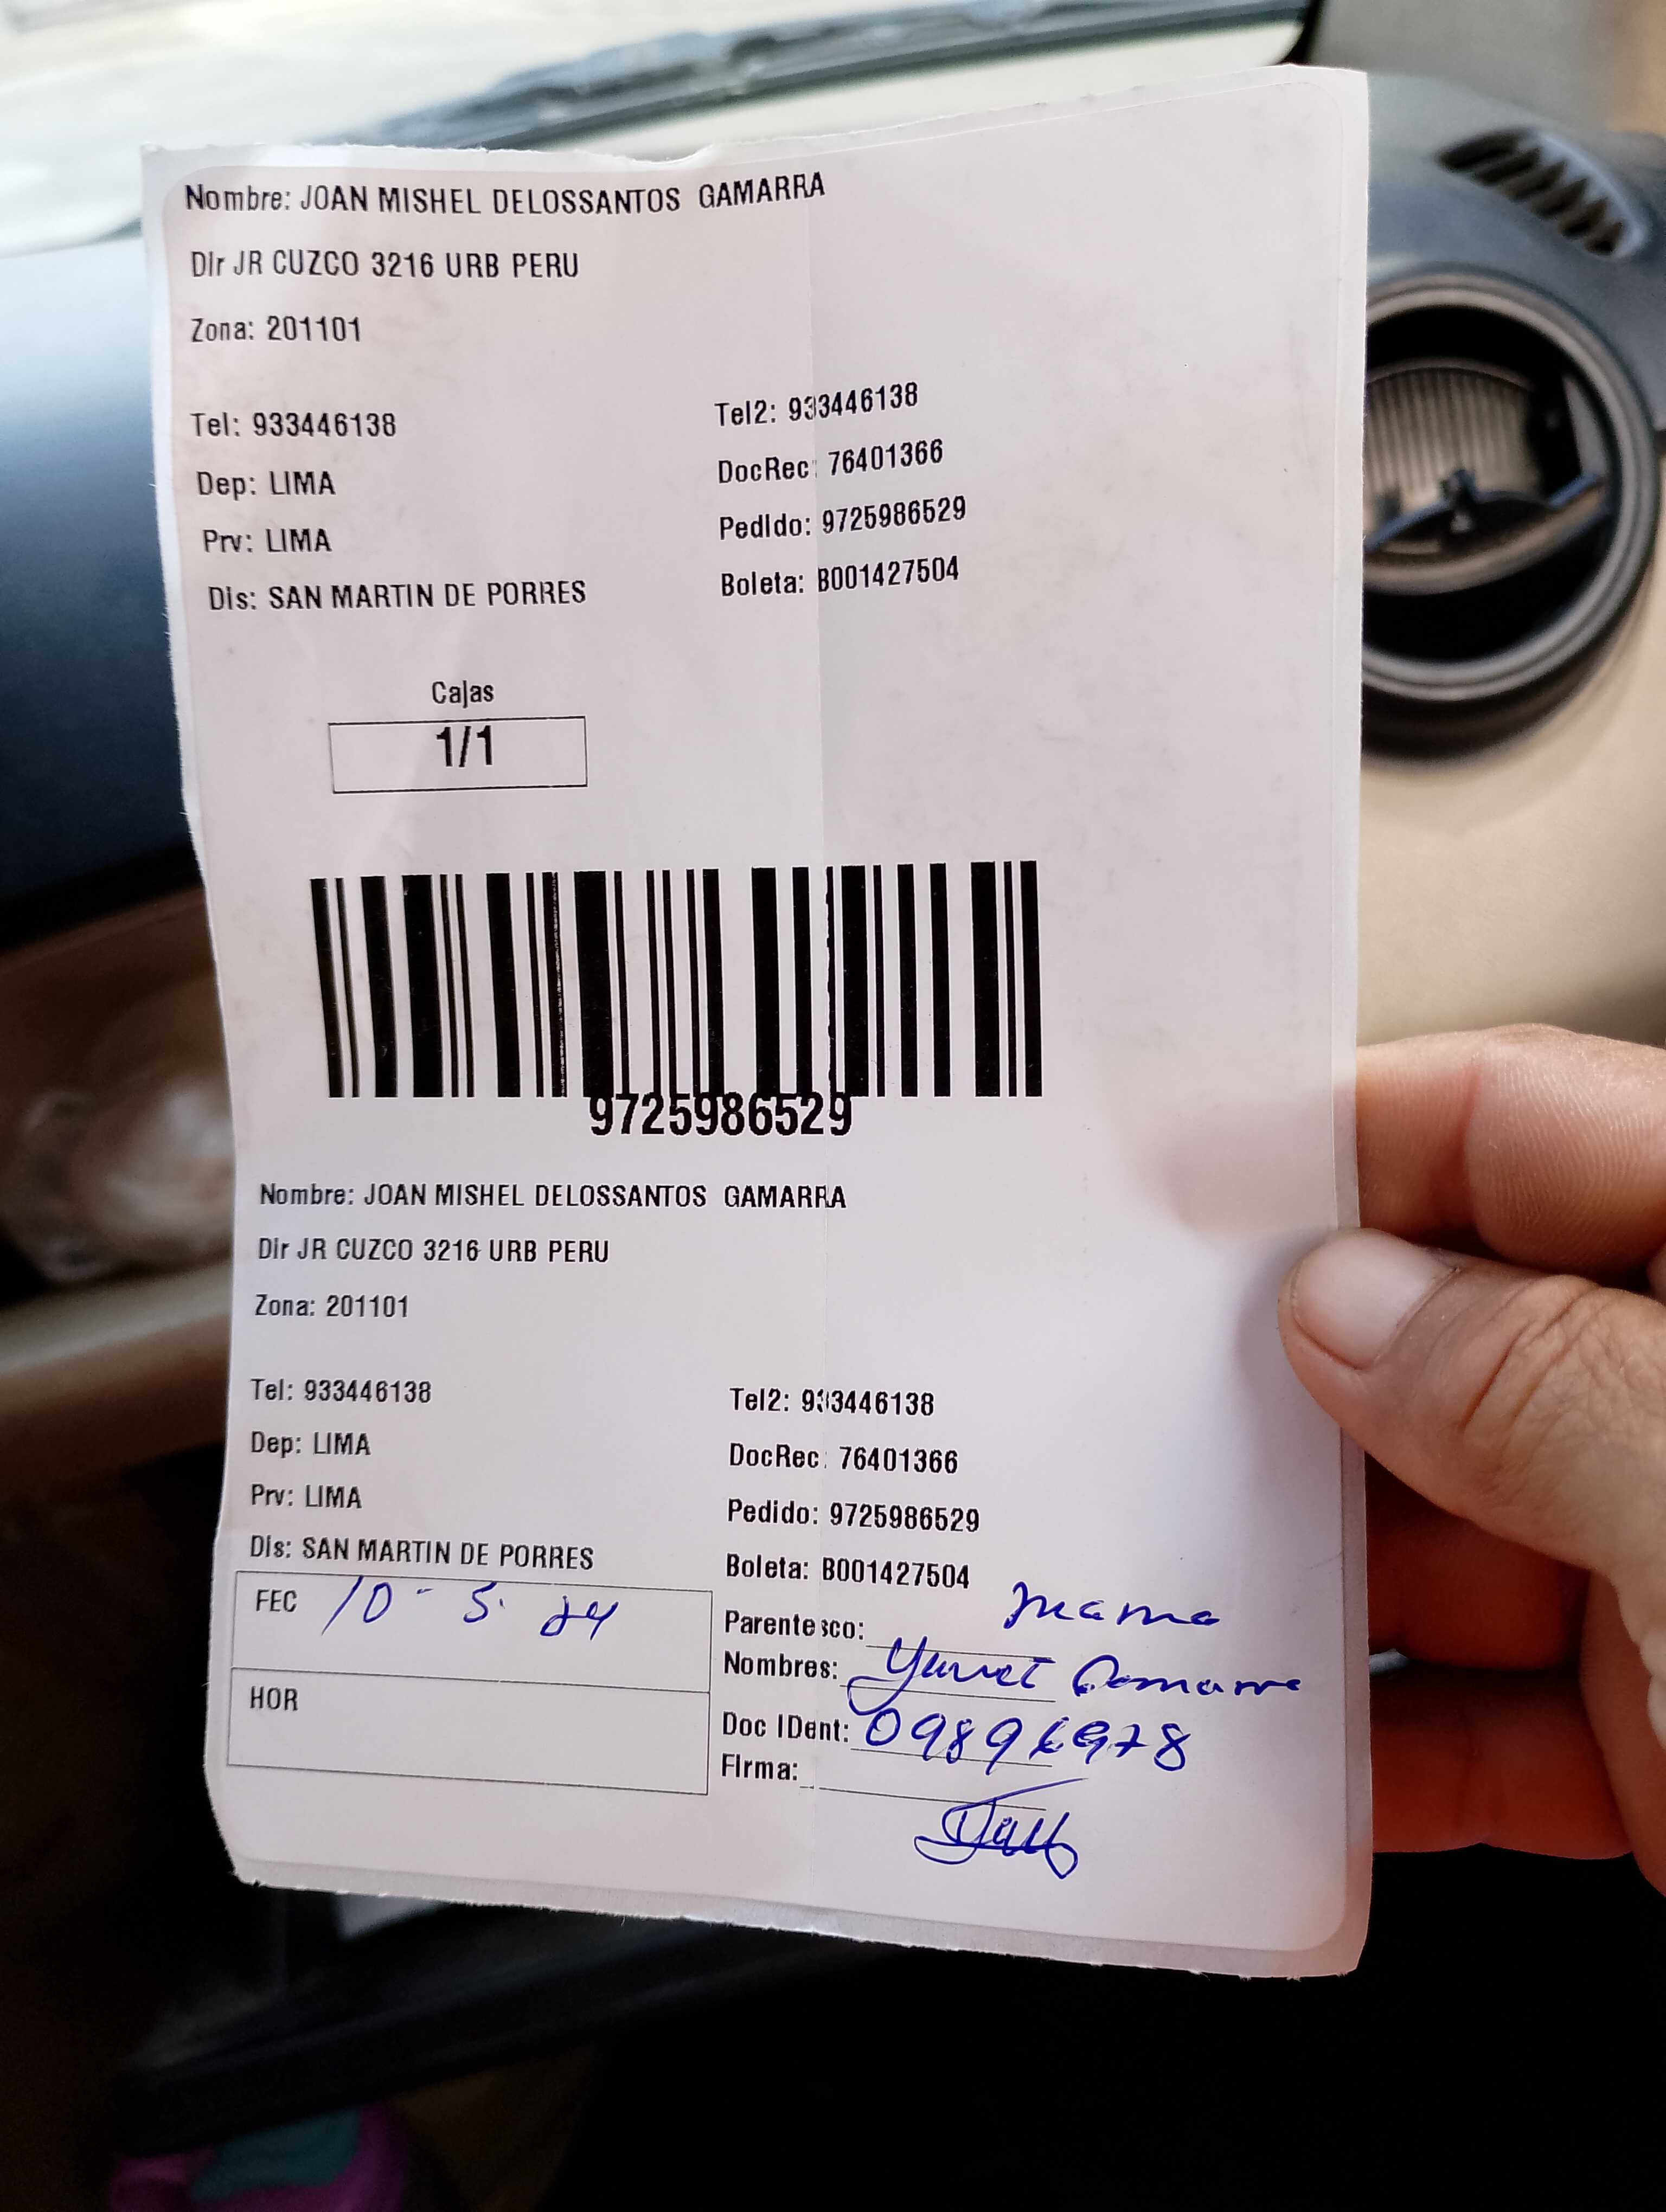 Nombre: JOAN MISHEL DELOSSANTOS GAMARRA
Dir JR CUZCO 3216 URB PERU
Zona: 201101
Tel: 933446138 Tel2: 933446138
Dep: LIMA DocRec: 76401366
Prv: LIMA Pedido: 9725986529
Dis: SAN MARTIN DE PORRES Boleta: B001427504
Cajas
1/1
9725986529
Nombre: JOAN MISHEL DELOSSANTOS GAMARRA
Dir JR CUZCO 3216 URB PERU
Zona: 201101
Tel: 933446138 Tel2: 933446138
Dep: LIMA DocRec: 76401366
Prv: LIMA Pedido: 9725986529
Dis: SAN MARTIN DE PORRES Boleta: B001427504
FEC 10 - 5. 24 Parentesco: mama
Nombres:
HOR Doc IDent:
Firma: